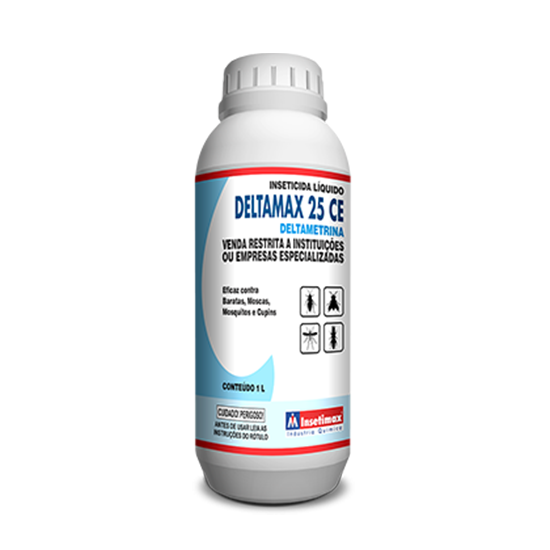 INSETICIDA LÍQUIDO
DELTAMAX 25 CE
DELTAMETRINA
VENDA RESTRITA A INSTITUIÇÕES
OU EMPRESAS ESPECIALIZADAS
Eficaz contra
Baratas, Moscas,
Mosquitos e Cupins
CONTEÚDO 1 L
CUIDADO! PERIGOSO!
ANTES DE USAR LEIA AS
INSTRUÇÕES DO ROTULO
Insetimax
Indústria Química